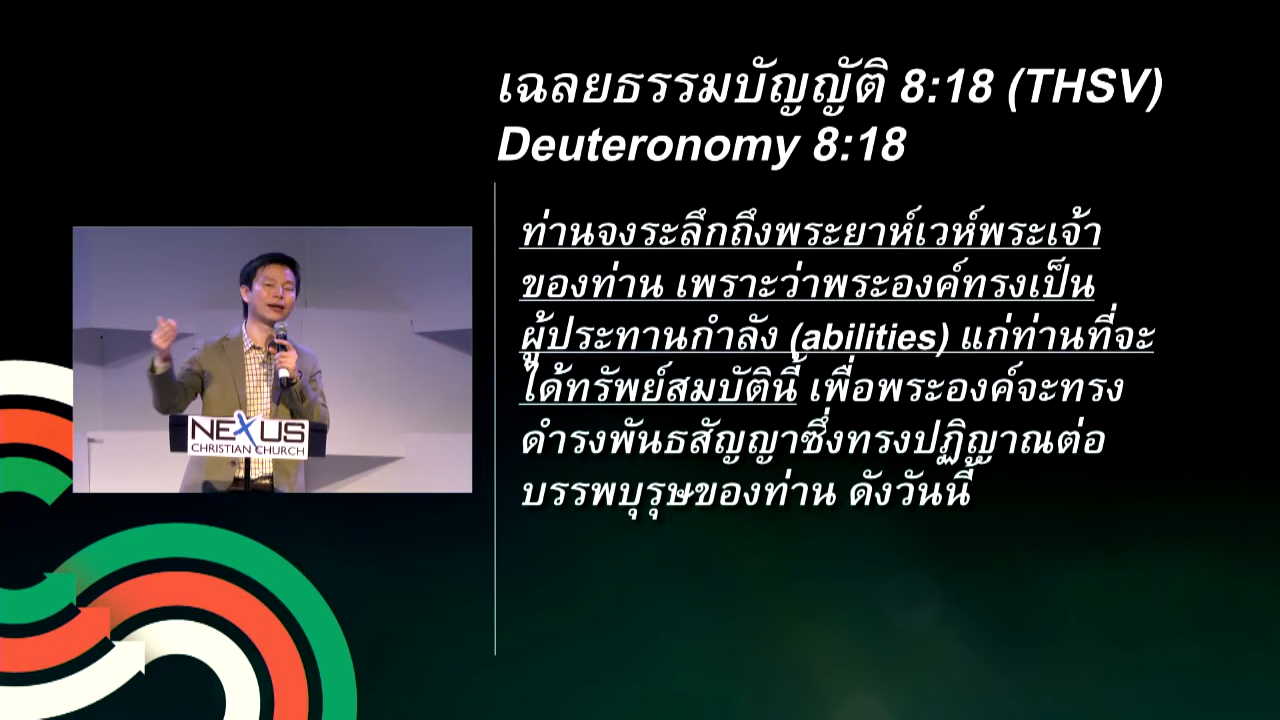 เฉลยธรรมบัญญัติ 8:18 (THSV)
Deuteronomy 8:18
ท่านจงระลึกถึงพระยาห์เวห์พระเจ้า
ของท่าน เพราะว่าพระองค์ทรงเป็น
ผู้ประทานกำลัง (abilities) แก่ท่านที่จะ
ได้ทรัพย์สมบัตินี้ เพื่อพระองค์จะทรง
ดำรงพันธสัญญาซึ่งทรงปฏิญาณต่อ
บรรพบุรุษของท่าน ดังวันนี้
NEXUS
CHRISTIAN CHURCH